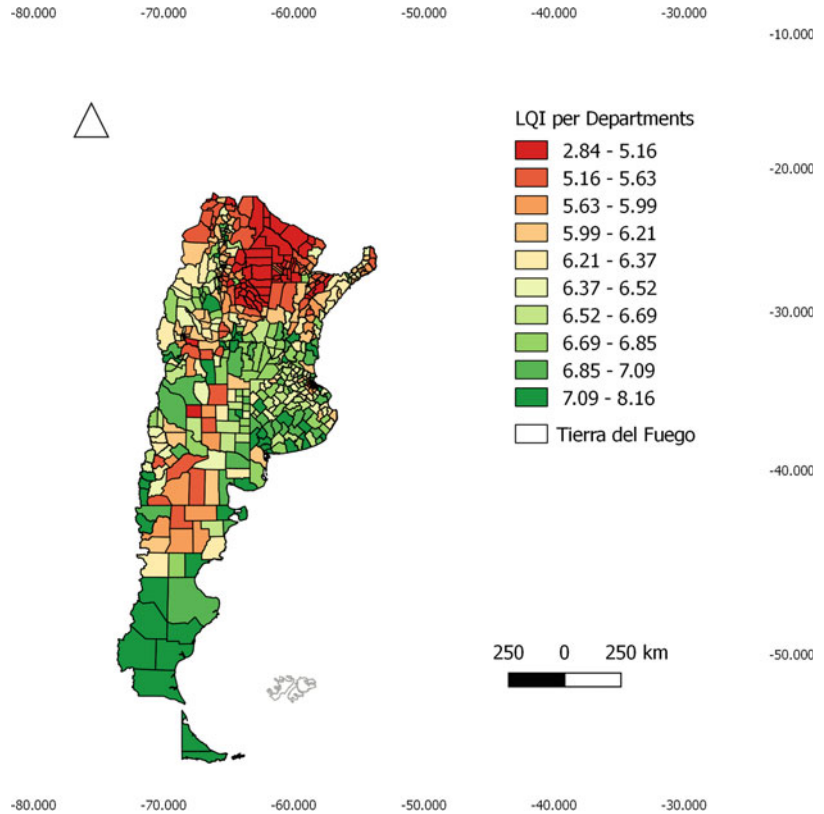 -80.000 -70.000 -60.000 -50.000 -40.000 -30.000
-10.000
LQI per Departments
2.84 - 5.16
-20.000
5.16 - 5.63
5.63 - 5.99
5.99 - 6.21
6.21 - 6.37
6.37 - 6.52
-30.000
6.52 - 6.69
6.69 - 6.85
6.85 - 7.09
7.09 - 8.16
Tierra del Fuego
-40.000
250 0 250 km
-50.000
-80.000 -70.000 -60.000 -50.000 -40.000 -30.000